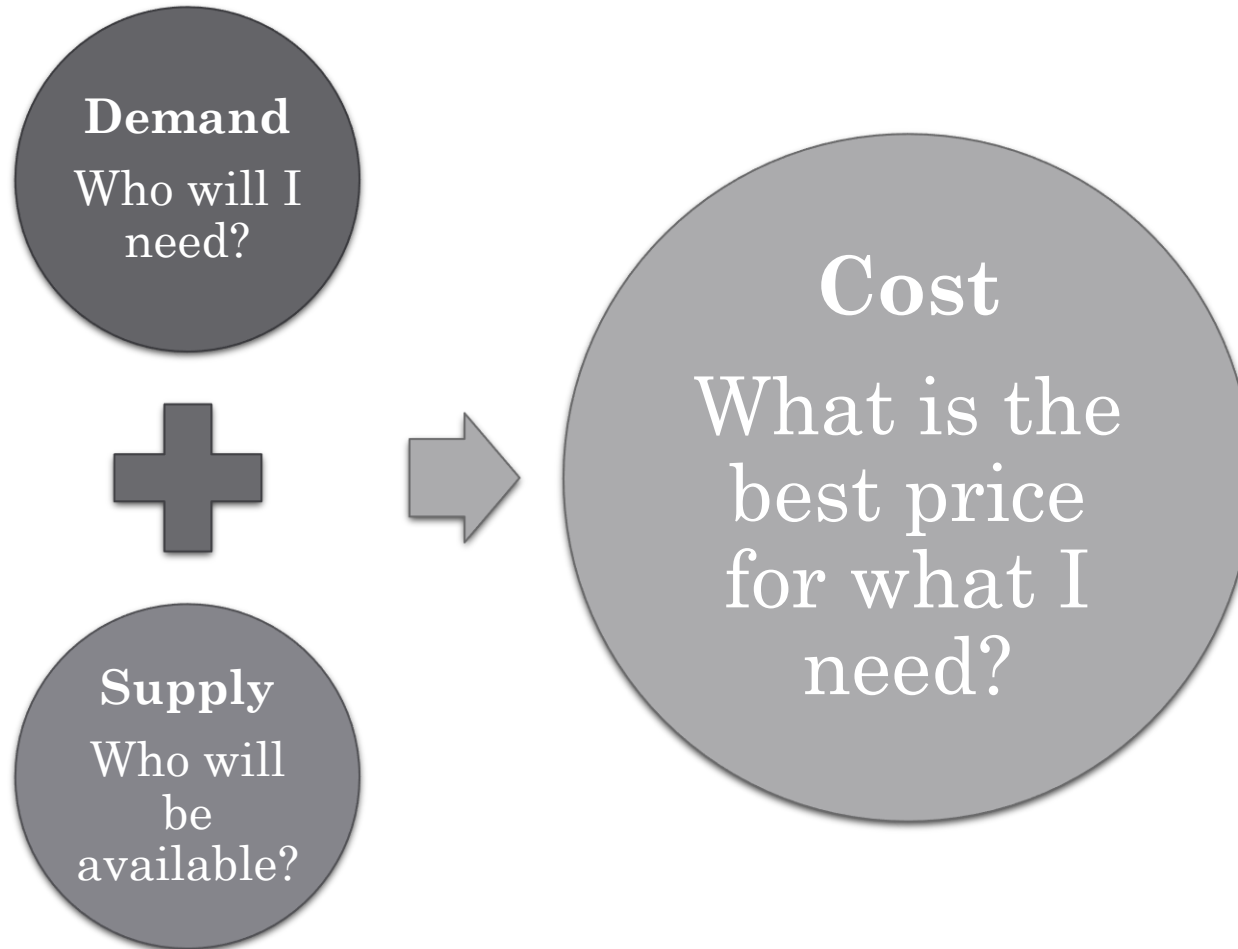 Demand
Who will I
need?
Supply
Who will
be
available?
Cost
What is the
best price
for what I
need?